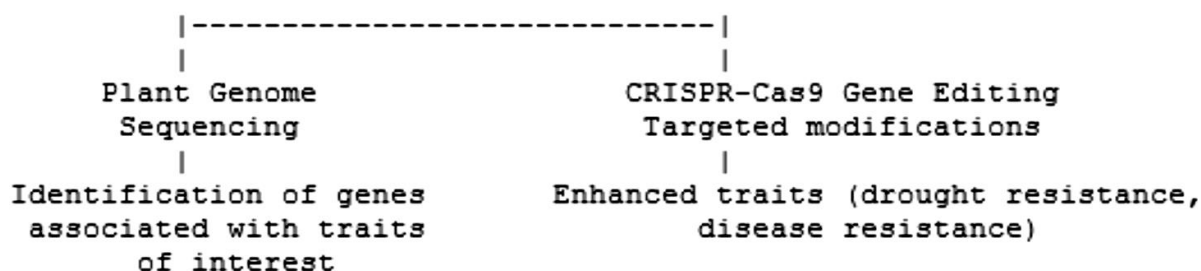 Plant Genome
Sequencing
Identification of genes
associated with traits
of interest
CRISPR-Cas9 Gene Editing
Targeted modifications
Enhanced traits (drought resistance,
disease resistance)